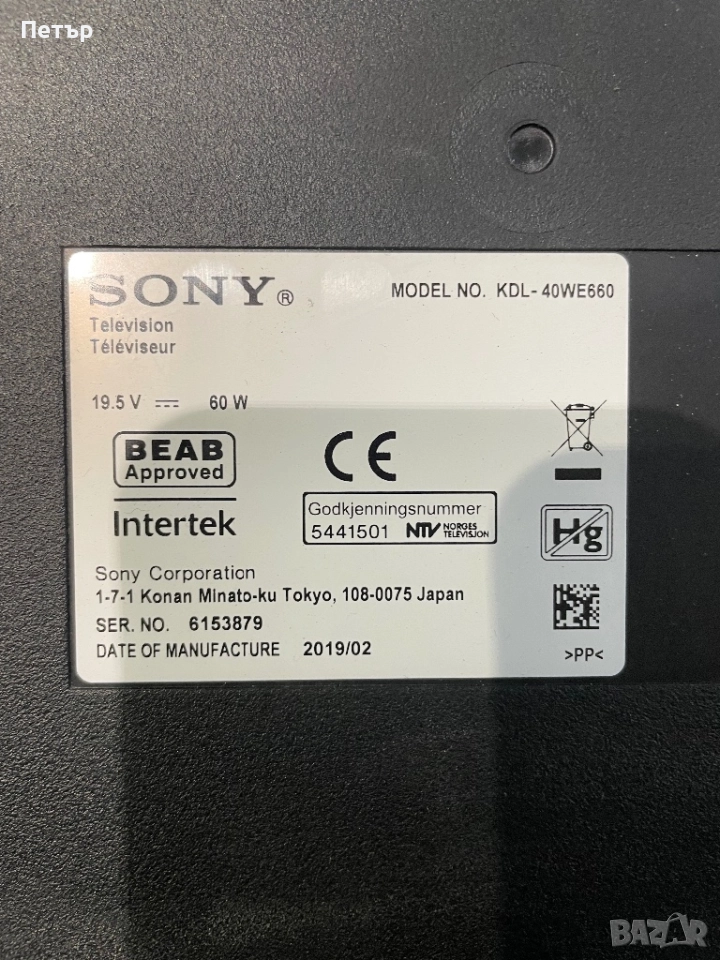 Петър
SONY®
MODEL NO. KDL-40WE660
Television
Téléviseur
19.5 V 60 W
BEAB
Approved
CE
Intertek
Godkjenningsnummer
5441501 NTV NORGES TELEVISJON
Hg
Sony Corporation
1-7-1 Konan Minato-ku Tokyo, 108-0075 Japan
SER. NO. 6153879
DATE OF MANUFACTURE 2019/02
>PP<
BAZAR